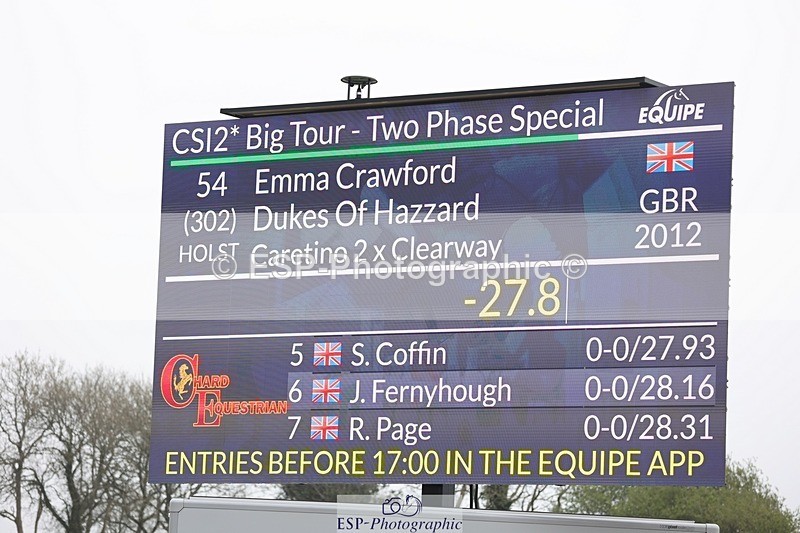 CSI2* Big Tour - Two Phase Special EQUIPE
54 Emma Crawford
(302) Dukes Of Hazzard GBR
HOLST Caretino 2 x Clearway 2012
© ESP-Photographic ©
-27.8
5 S. Coffin 0-0/27.93
6 J. Fernyhough 0-0/28.16
7 R. Page 0-0/28.31
CHARD
EQUESTRIAN
ENTRIES BEFORE 17:00 IN THE EQUIPE APP
ESP-Photographic